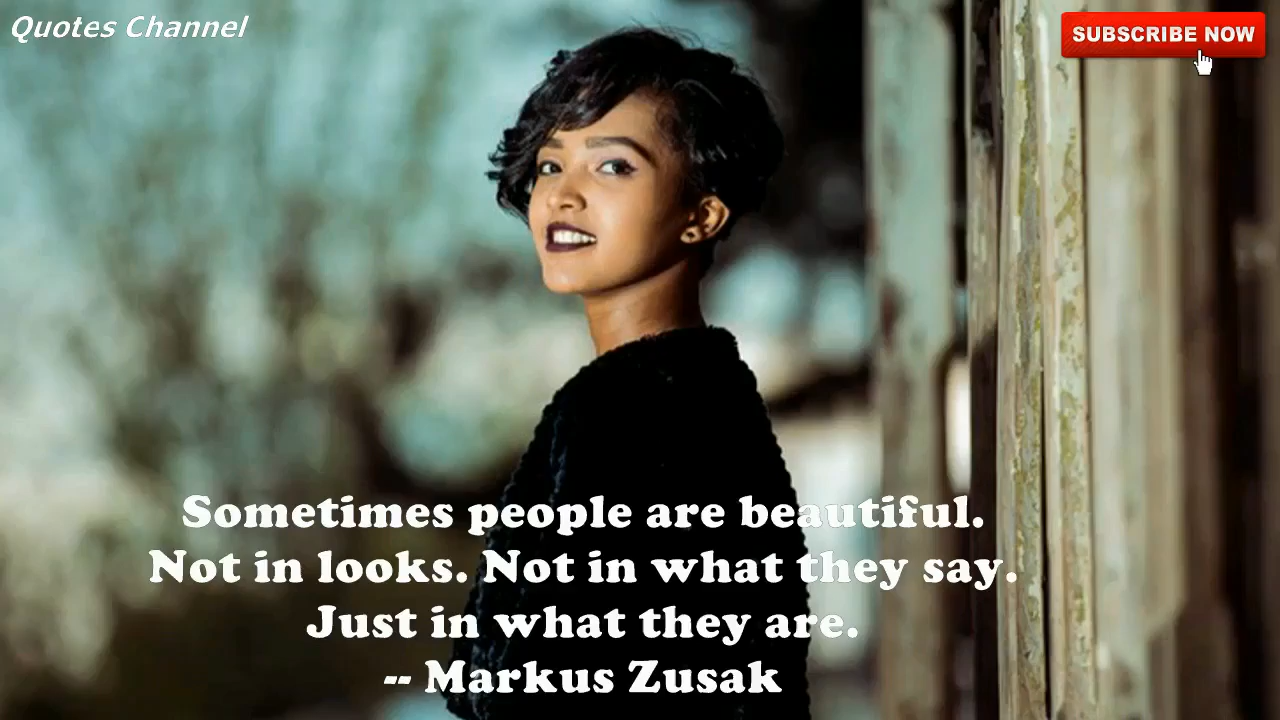 Quotes Channel
SUBSCRIBE NOW
Sometimes people are beautiful.
Not in looks. Not in what they say.
Just in what they are.
-- Markus Zusak